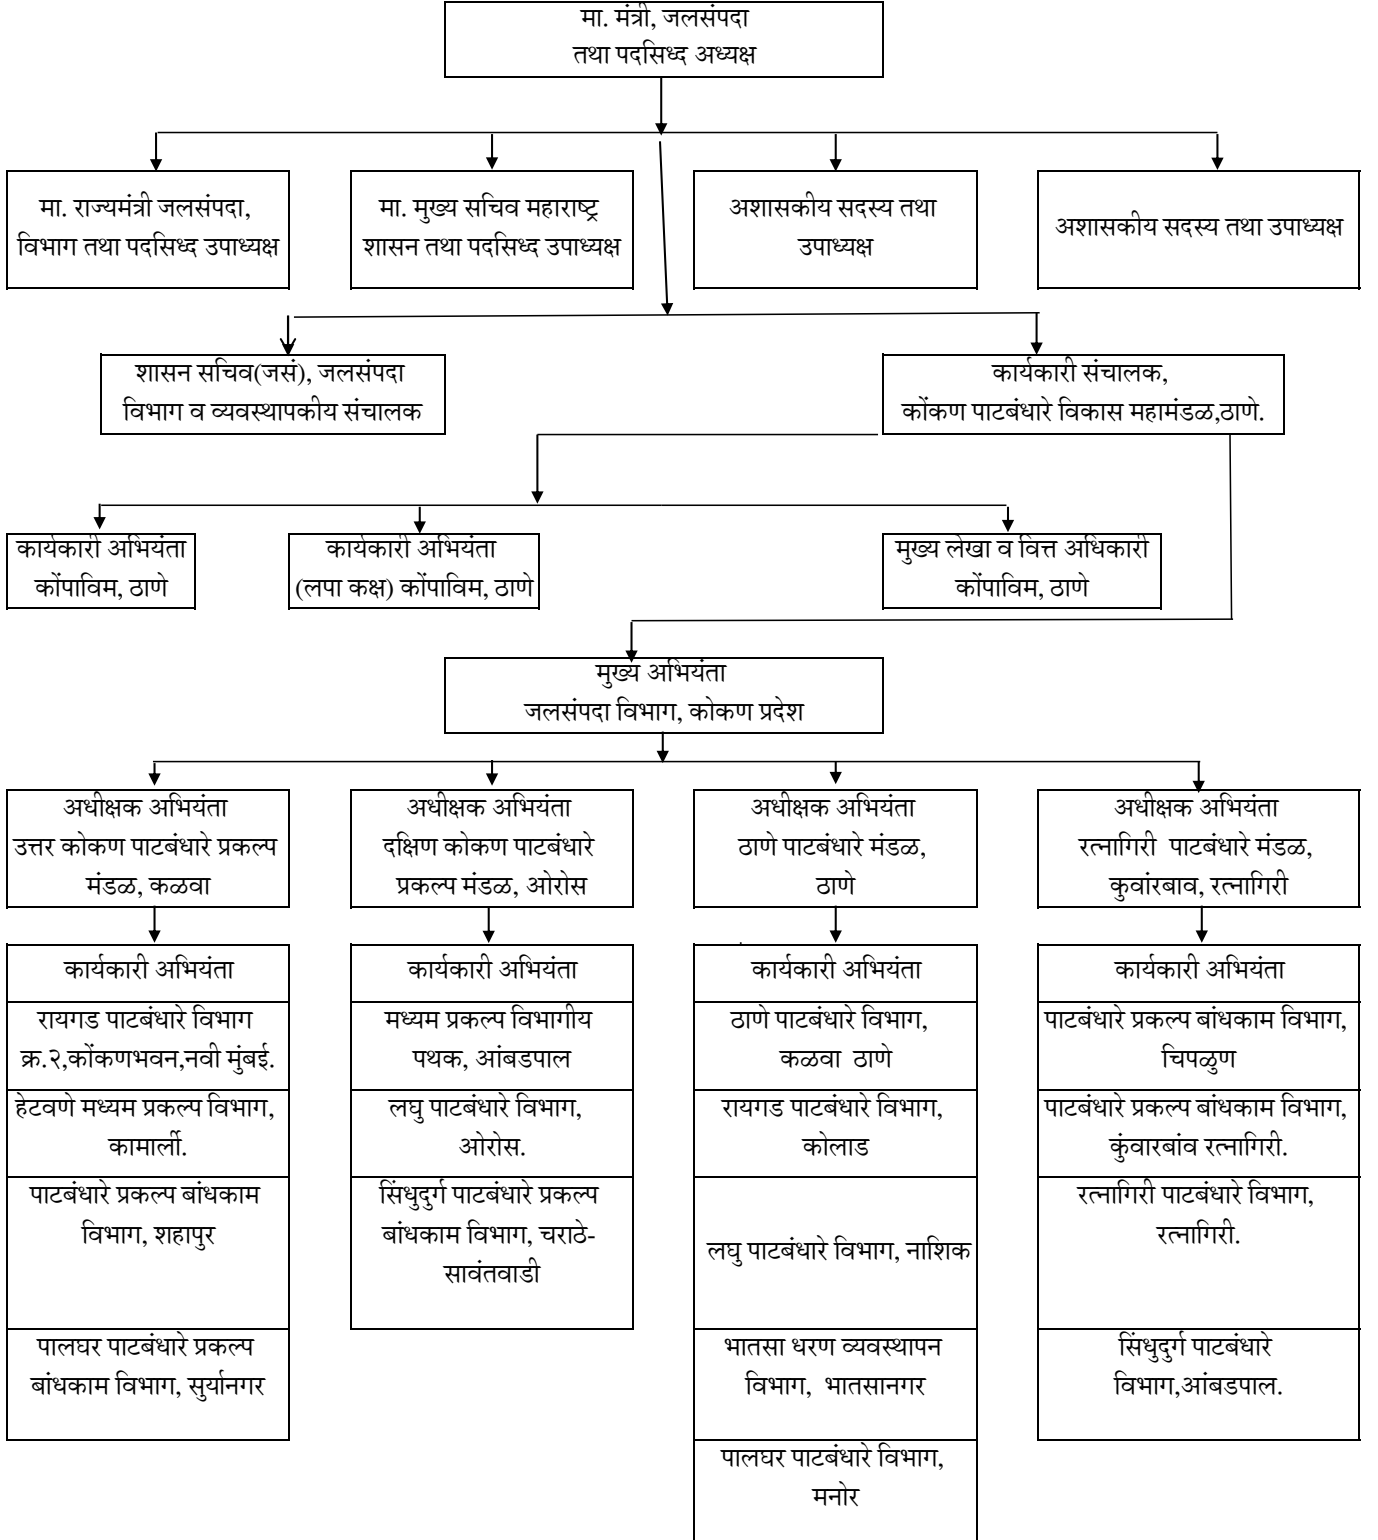 मा. मंत्री, जलसंपदा
तथा पदसिध्द अध्यक्ष
मा. राज्यमंत्री जलसंपदा,
विभाग तथा पदसिध्द उपाध्यक्ष
मा. मुख्य सचिव महाराष्ट्र
शासन तथा पदसिध्द उपाध्यक्ष
अशासकीय सदस्य तथा
उपाध्यक्ष
अशासकीय सदस्य तथा उपाध्यक्ष
शासन सचिव(जसं), जलसंपदा
विभाग व व्यवस्थापकीय संचालक
कार्यकारी संचालक,
कोंकण पाटबंधारे विकास महामंडळ,ठाणे.
कार्यकारी अभियंता
कोंपाविम, ठाणे
कार्यकारी अभियंता
(लपा कक्ष) कोंपाविम, ठाणे
मुख्य लेखा व वित्त अधिकारी
कोंपाविम, ठाणे
मुख्य अभियंता
जलसंपदा विभाग, कोकण प्रदेश
अधीक्षक अभियंता
उत्तर कोकण पाटबंधारे प्रकल्प
मंडळ, कळवा
अधीक्षक अभियंता
दक्षिण कोकण पाटबंधारे
प्रकल्प मंडळ, ओरोस
अधीक्षक अभियंता
ठाणे पाटबंधारे मंडळ,
ठाणे
अधीक्षक अभियंता
रत्नागिरी पाटबंधारे मंडळ,
कुवांरबाव, रत्नागिरी
कार्यकारी अभियंता
रायगड पाटबंधारे विभाग
क्र.२,कोंकणभवन,नवी मुंबई.
हेटवणे मध्यम प्रकल्प विभाग,
कामार्ली.
पाटबंधारे प्रकल्प बांधकाम
विभाग, शहापुर
पालघर पाटबंधारे प्रकल्प
बांधकाम विभाग, सुर्यानगर
कार्यकारी अभियंता
मध्यम प्रकल्प विभागीय
पथक, आंबडपाल
लघु पाटबंधारे विभाग,
ओरोस.
सिंधुदुर्ग पाटबंधारे प्रकल्प
बांधकाम विभाग, चराठे-
सावंतवाडी
कार्यकारी अभियंता
ठाणे पाटबंधारे विभाग,
कळवा ठाणे
रायगड पाटबंधारे विभाग,
कोलाड
लघु पाटबंधारे विभाग, नाशिक
भातसा धरण व्यवस्थापन
विभाग, भातसानगर
पालघर पाटबंधारे विभाग,
मनोर
कार्यकारी अभियंता
पाटबंधारे प्रकल्प बांधकाम विभाग,
चिपळुण
पाटबंधारे प्रकल्प बांधकाम विभाग,
कुंवारबांव रत्नागिरी.
रत्नागिरी पाटबंधारे विभाग,
रत्नागिरी.
सिंधुदुर्ग पाटबंधारे
विभाग,आंबडपाल.